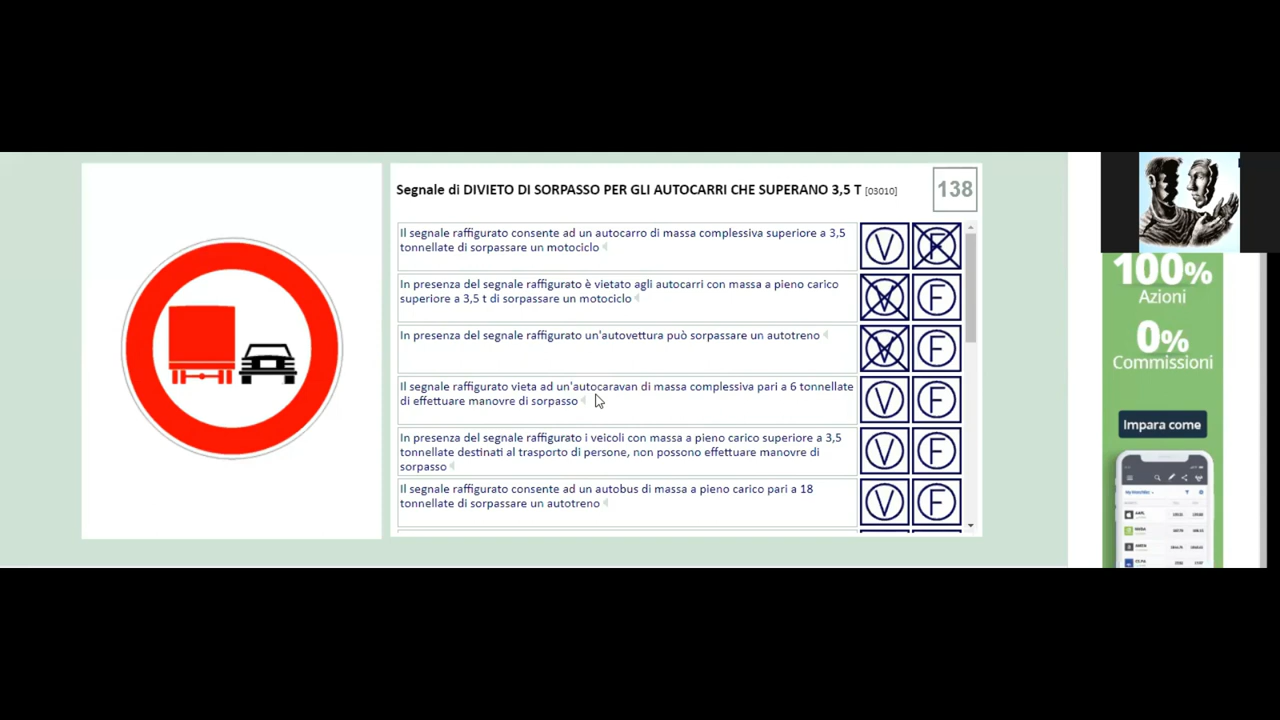 Segnale di DIVIETO DI SORPASSO PER GLI AUTOCARRI CHE SUPERANO 3,5 T [03010]
138
Il segnale raffigurato consente ad un autocarro di massa complessiva superiore a 3,5
tonnellate di sorpassare un motociclo
V F
In presenza del segnale raffigurato è vietato agli autocarri con massa a pieno carico
superiore a 3,5 t di sorpassare un motociclo
V F
In presenza del segnale raffigurato un'autovettura può sorpassare un autotreno
V F
Il segnale raffigurato vieta ad un'autocaravan di massa complessiva pari a 6 tonnellate
di effettuare manovre di sorpasso
V F
In presenza del segnale raffigurato i veicoli con massa a pieno carico superiore a 3,5
tonnellate destinati al trasporto di persone, non possono effettuare manovre di
sorpasso
V F
Il segnale raffigurato consente ad un autobus di massa a pieno carico pari a 18
tonnellate di sorpassare un autotreno
V F
100%
Azioni
0%
Commissioni
Impara come